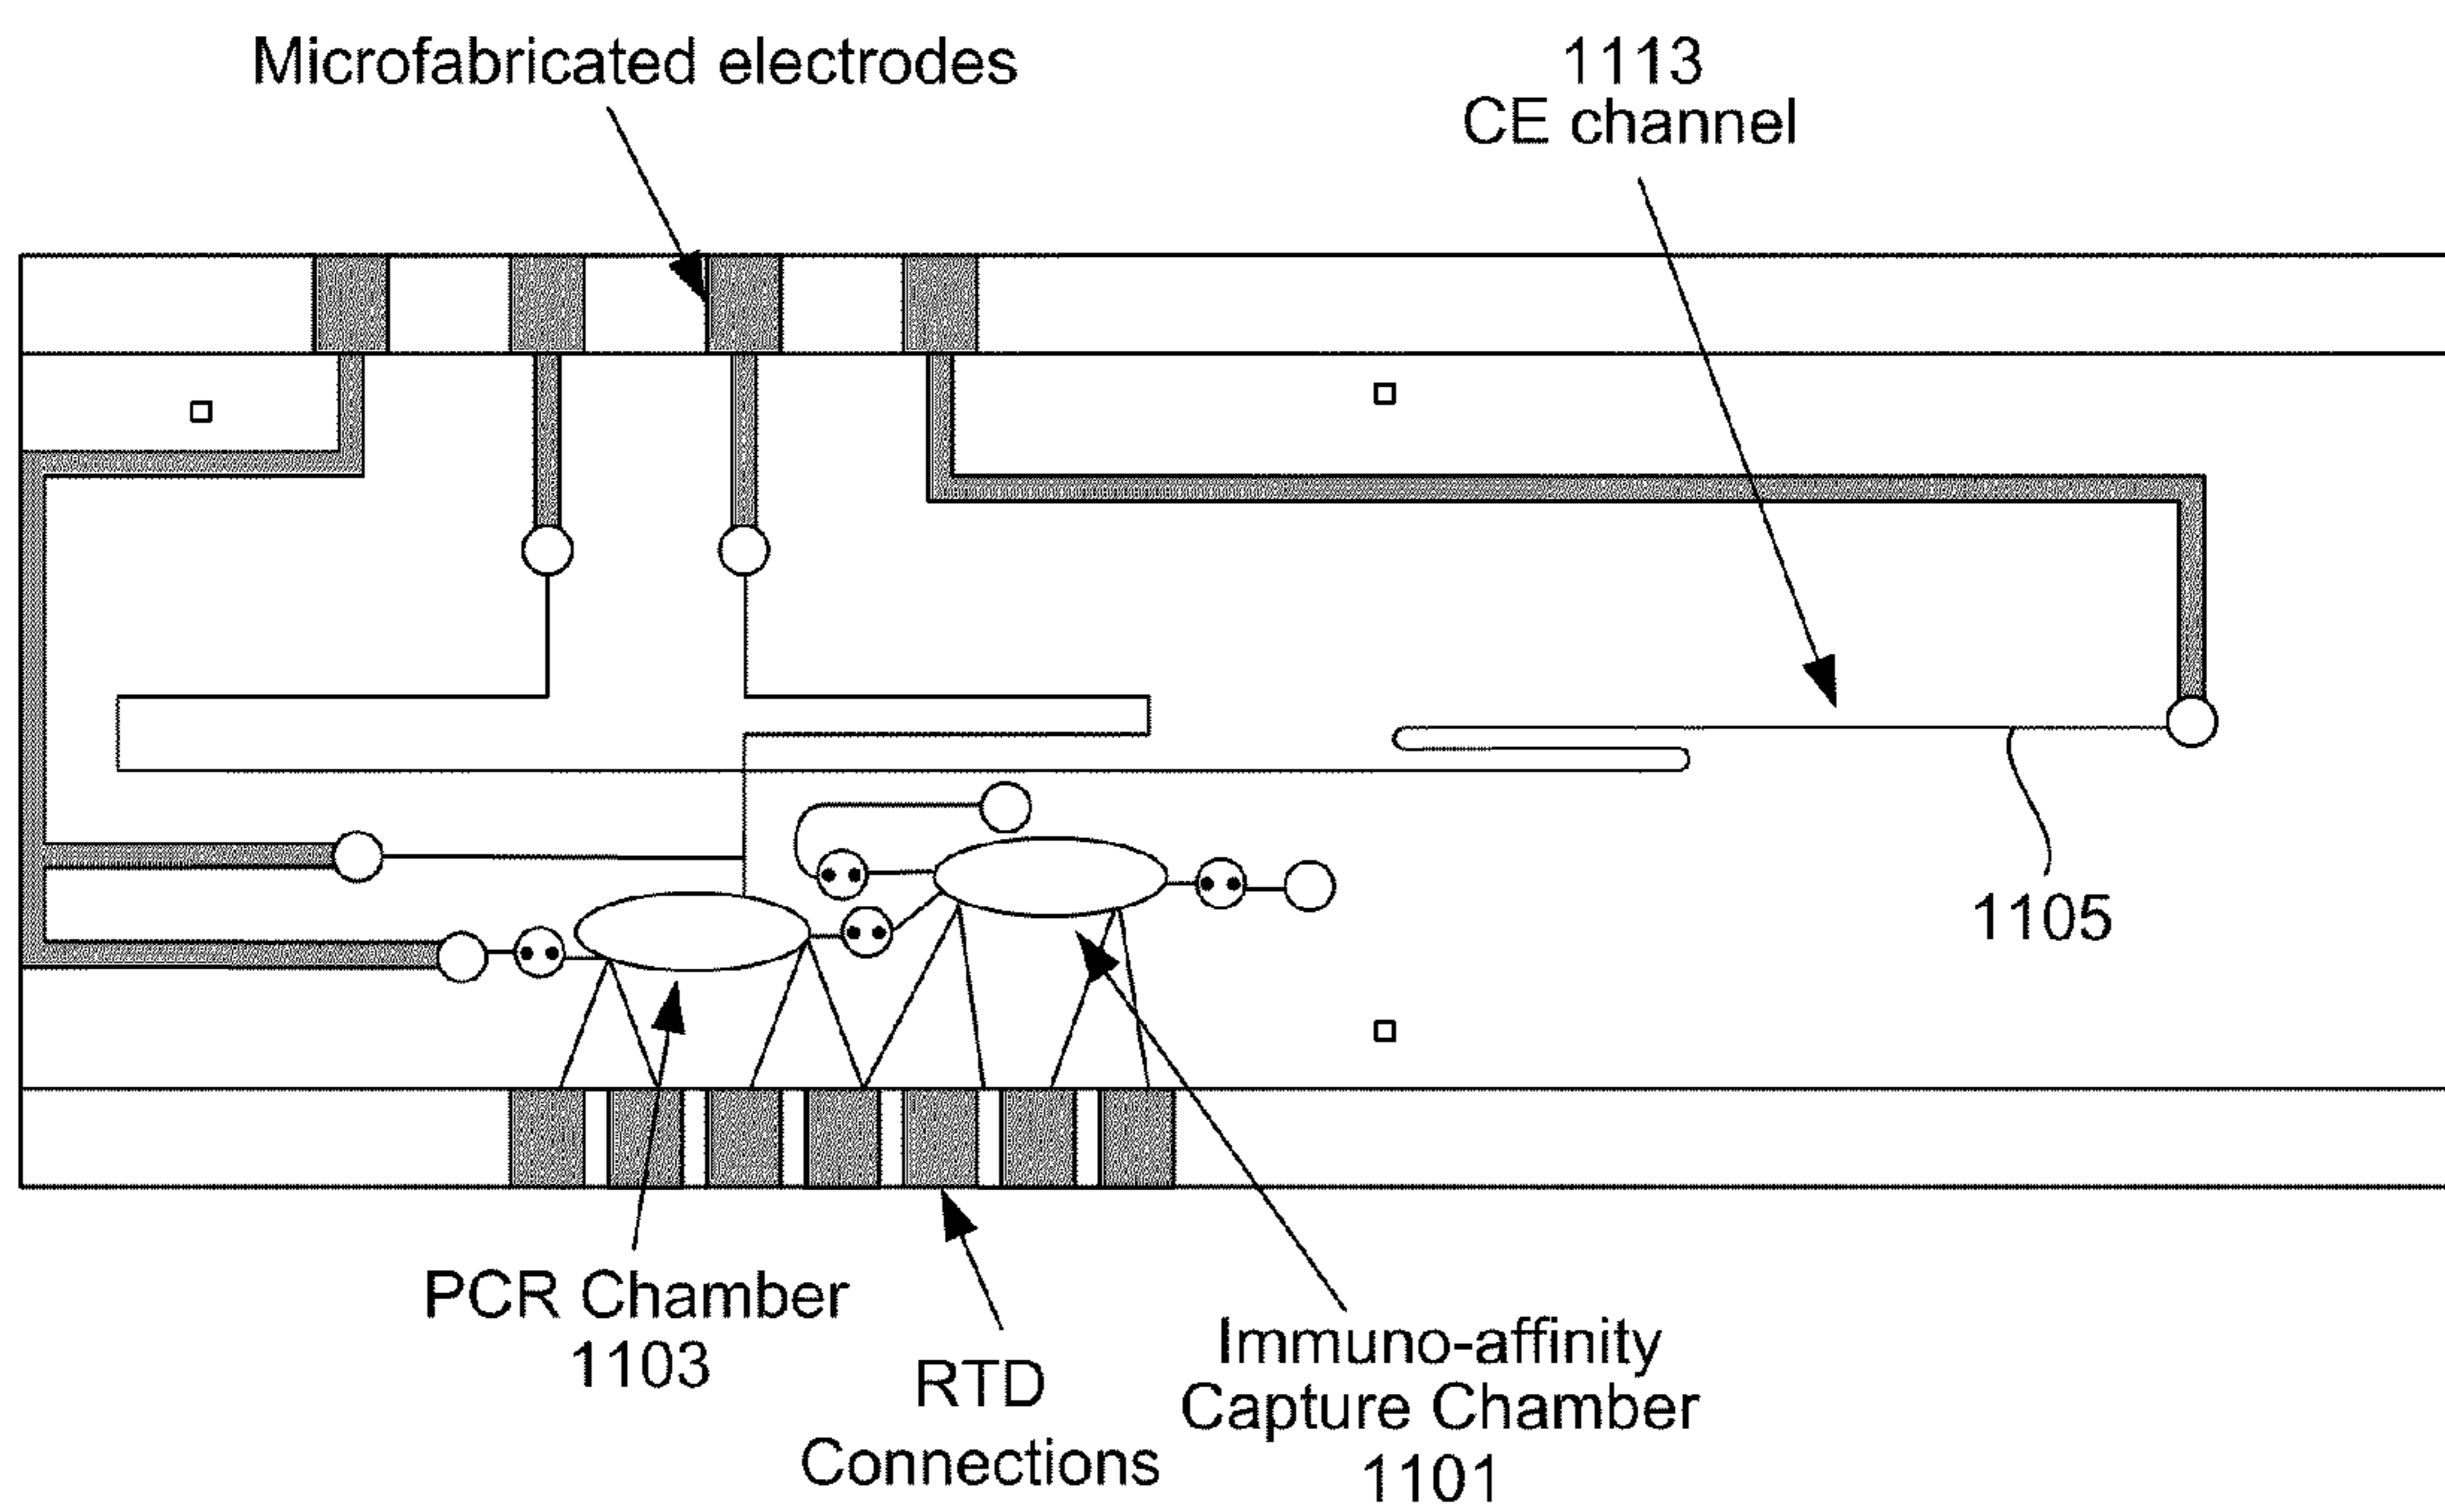 Microfabricated electrodes
1113
CE channel
1105
PCR Chamber
1103
RTD
Connections
Immuno-affinity
Capture Chamber
1101